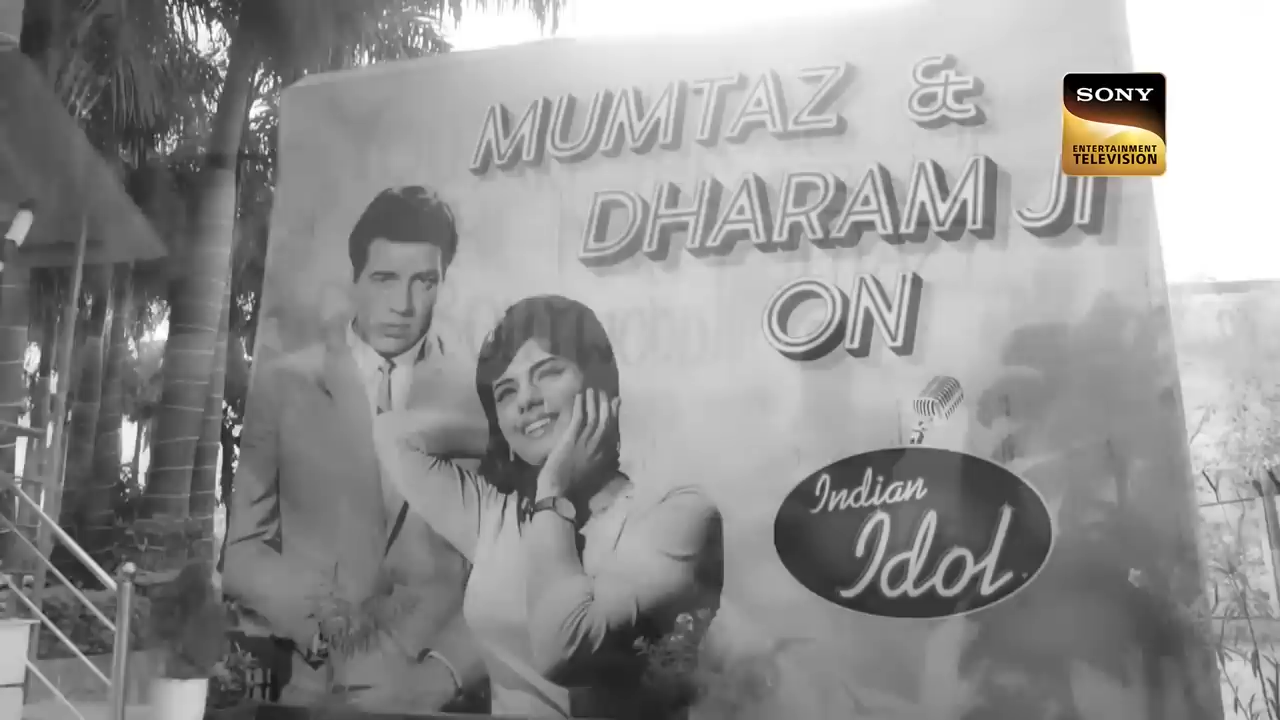 MUMTAZ &
DHARAM JI
ON
Indian
Idol
SONY
ENTERTAINMENT
TELEVISION